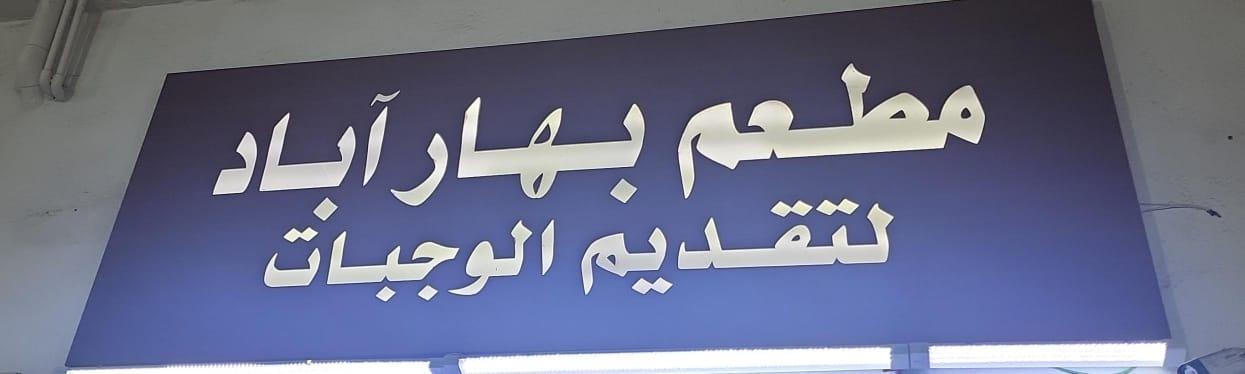 مطعم بهار آباد
لتقديم الوجبات